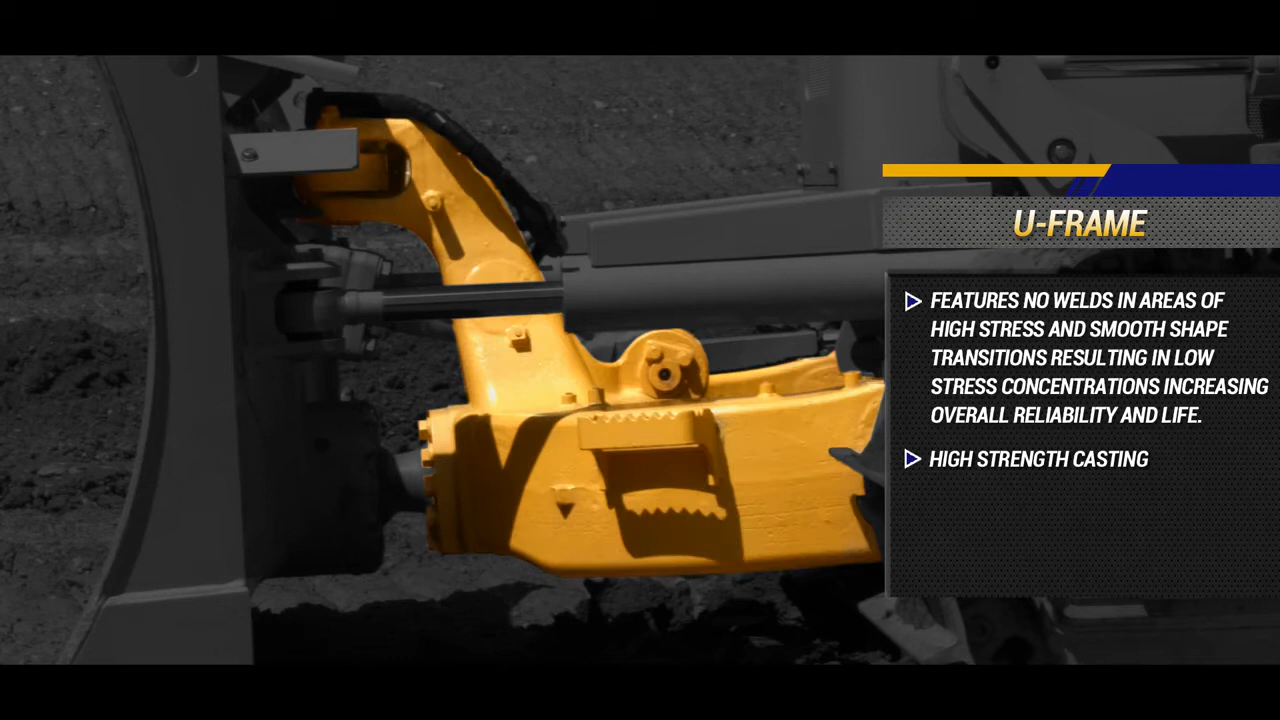 U-FRAME
FEATURES NO WELDS IN AREAS OF
HIGH STRESS AND SMOOTH SHAPE
TRANSITIONS RESULTING IN LOW
STRESS CONCENTRATIONS INCREASING
OVERALL RELIABILITY AND LIFE.
HIGH STRENGTH CASTING